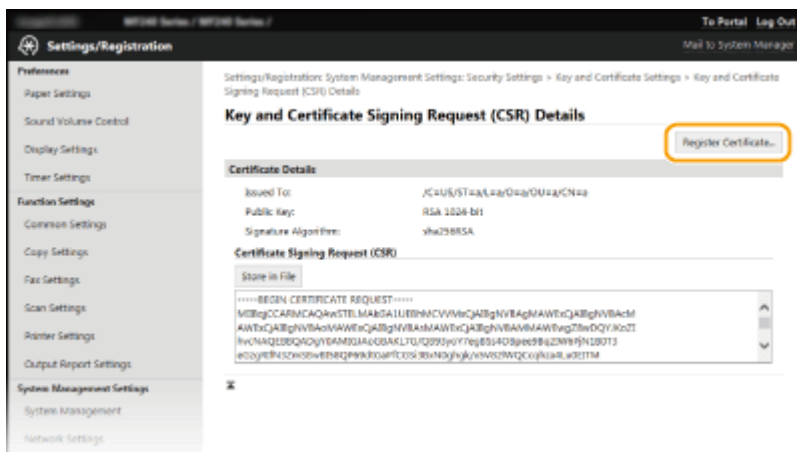 MF240 Series / MF240 Series /
To Portal Log Out
Settings/Registration
Mail to System Manager
Preferences
Paper Settings
Sound Volume Control
Display Settings
Timer Settings
Function Settings
Common Settings
Copy Settings
Fax Settings
Scan Settings
Printer Settings
Output Report Settings
System Management Settings
System Management
Network Settings
Settings/Registration: System Management Settings: Security Settings > Key and Certificate Settings > Key and Certificate
Signing Request (CSR) Details
Key and Certificate Signing Request (CSR) Details
Register Certificate...
Certificate Details
Issued To: /C=US/ST=a/L=a/O=a/OU=a/CN=a
Public Key: RSA 1024-bit
Signature Algorithm: sha256RSA
Certificate Signing Request (CSR)
Store in File
-----BEGIN CERTIFICATE REQUEST-----